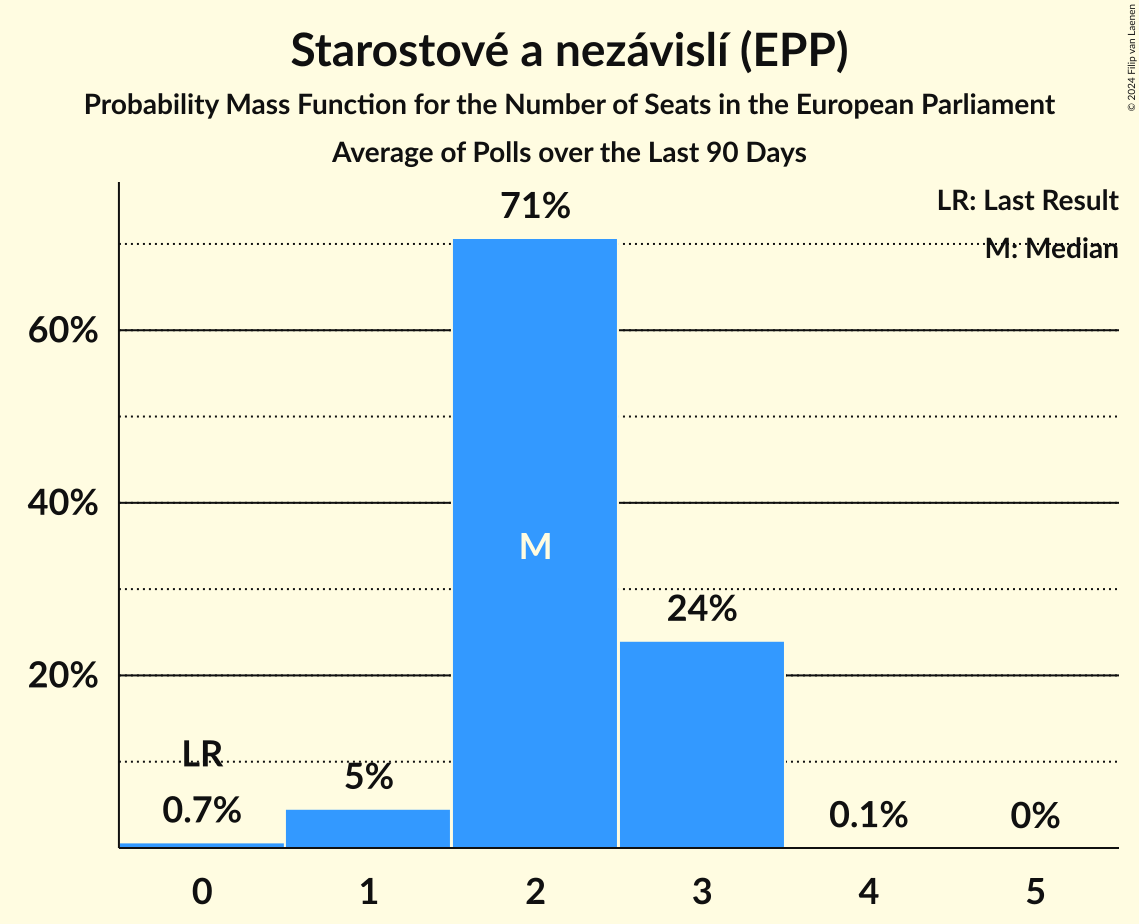 Starostové a nezávislí (EPP)
Probability Mass Function for the Number of Seats in the European Parliament
Average of Polls over the Last 90 Days
© 2024 Filip van Laenen
LR: Last Result
M: Median
71%
60%
40%
M
24%
20%
LR
5%
0.7%
0.1%
0%
0 1 2 3 4 5